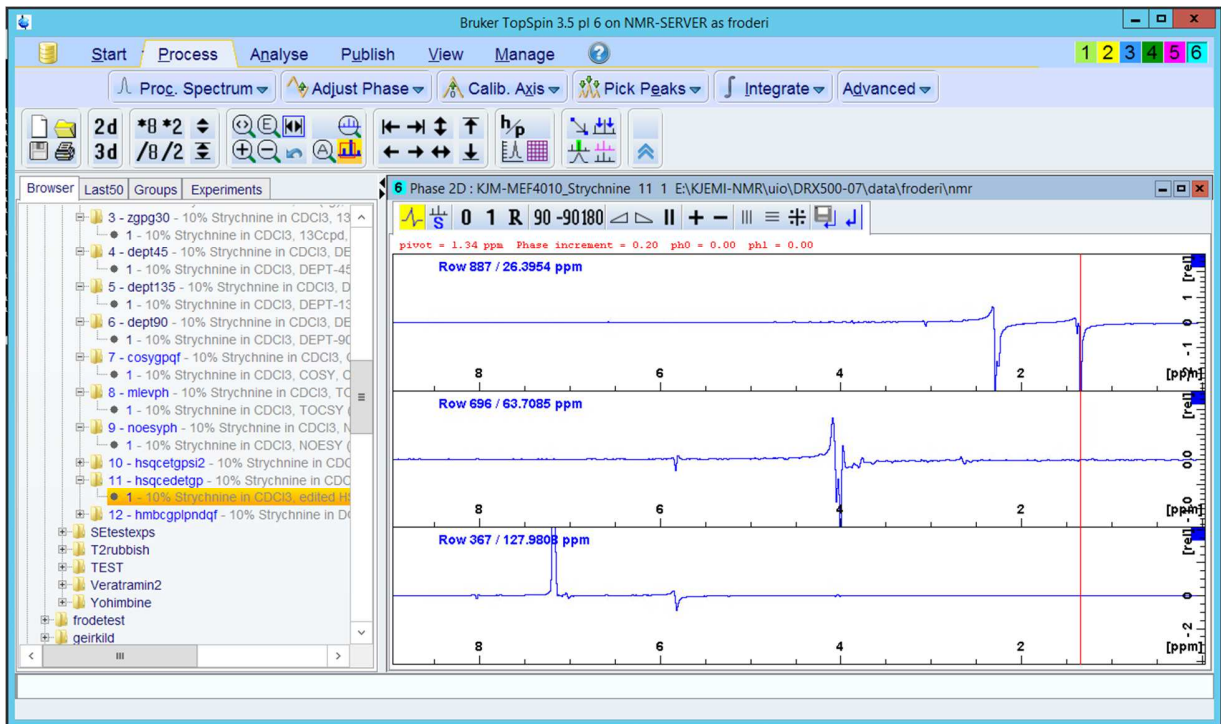 Bruker TopSpin 3.5 pl 6 on NMR-SERVER as froderi
Start Process Analyse Publish View Manage ? 1 2 3 4 5 6
Proc. Spectrum Adjust Phase Calib. Axis Pick Peaks Integrate Advanced
2d *8 *2 E h/p
3d /8 /2 A
Browser Last50 Groups Experiments
3 - zgpg30 - 10% Strychnine in CDCl3, 13
1 - 10% Strychnine in CDCl3, 13Ccpd,
4 - dept45 - 10% Strychnine in CDCl3, DE
1 - 10% Strychnine in CDCl3, DEPT-45
5 - dept135 - 10% Strychnine in CDCl3, D
1 - 10% Strychnine in CDCl3, DEPT-13
6 - dept90 - 10% Strychnine in CDCl3, DE
1 - 10% Strychnine in CDCl3, DEPT-90
7 - cosygpqf - 10% Strychnine in CDCl3,
1 - 10% Strychnine in CDCl3, COSY,
8 - mlevph - 10% Strychnine in CDCl3, TO
1 - 10% Strychnine in CDCl3, TOCSY (
9 - noesyph - 10% Strychnine in CDCl3, N
1 - 10% Strychnine in CDCl3, NOESY (
10 - hsqcetgpsi2 - 10% Strychnine in CDC
11 - hsqcedetgp - 10% Strychnine in CDC
1 - 10% Strychnine in CDCl3, edited HS
12 - hmbcgplpndqf - 10% Strychnine in D
SEtestexps
T2rubbish
TEST
Veratramin2
Yohimbine
frodetest
geirkild
6 Phase 2D : KJM-MEF4010_Strychnine 11 1 E:\KJEMI-NMR\uio\DRX500-07\data\froderi\nmr
S 0 1 R 90 -90 180
pivot = 1.34 ppm Phase increment = 0.20 ph0 = 0.00 ph1 = 0.00
Row 887 / 26.3954 ppm
[rel]
1
0
-1
8 6 4 2 [ppm]
Row 696 / 63.7085 ppm
[rel]
0.0
8 6 4 2 [ppm]
Row 367 / 127.9808 ppm
[rel]
0
-2
8 6 4 2 [ppm]